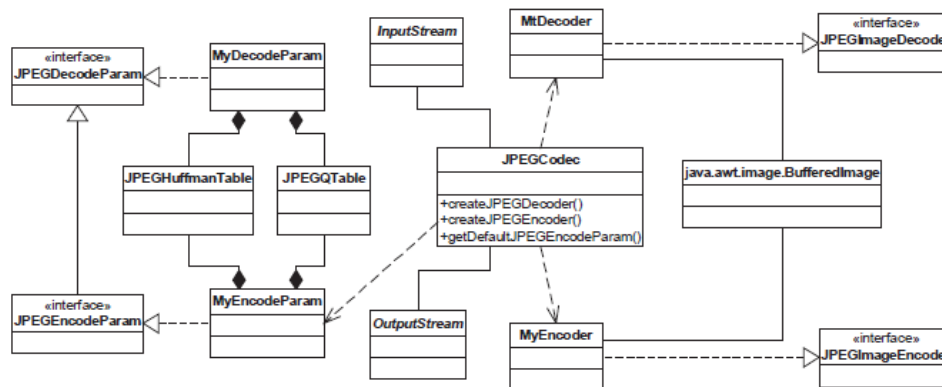 «interface»
JPEGDecodeParam
MyDecodeParam
InputStream
MtDecoder
«interface»
JPEGImageDecode
JPEGHuffmanTable
JPEGQTable
JPEGCodec
+createJPEGDecoder()
+createJPEGEncoder()
+getDefaultJPEGEncodeParam()
java.awt.image.BufferedImage
«interface»
JPEGEncodeParam
MyEncodeParam
OutputStream
MyEncoder
«interface»
JPEGImageEncode